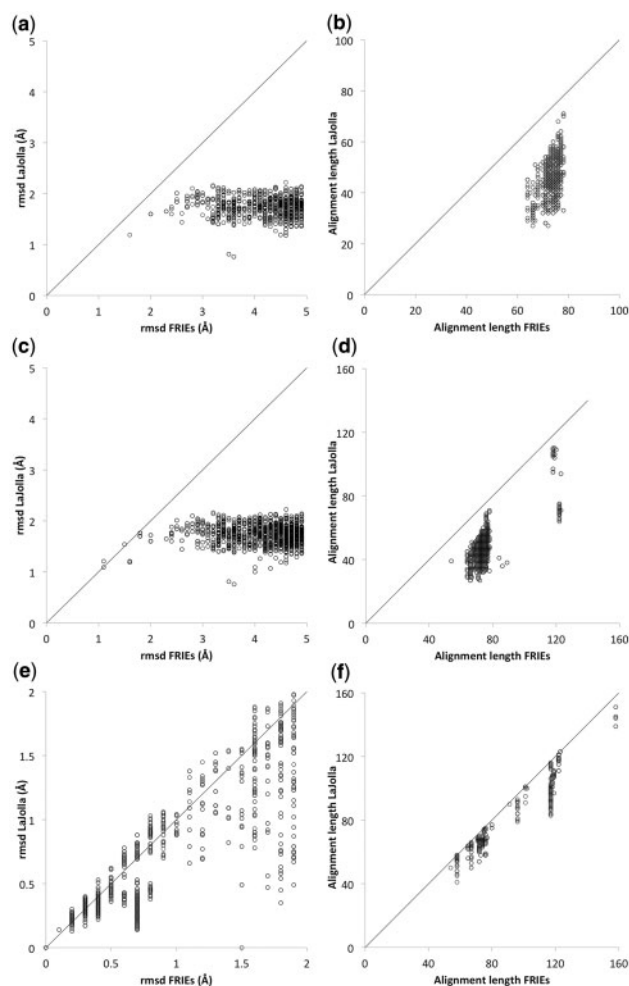 (a)
5
4
3
2
1
0
rmsd LaJolla (Å)
0 1 2 3 4 5
rmsd FRIEs (Å)
(b)
100
80
60
40
20
0
Alignment length LaJolla
0 20 40 60 80 100
Alignment length FRIEs
(c)
5
4
3
2
1
0
rmsd LaJolla (Å)
0 1 2 3 4 5
rmsd FRIEs (Å)
(d)
160
120
80
40
0
Alignment length LaJolla
0 40 80 120 160
Alignment length FRIEs
(e)
2
1.5
1
0.5
0
rmsd LaJolla (Å)
0 0.5 1 1.5 2
rmsd FRIEs (Å)
(f)
160
120
80
40
0
Alignment length LaJolla
0 40 80 120 160
Alignment length FRIEs